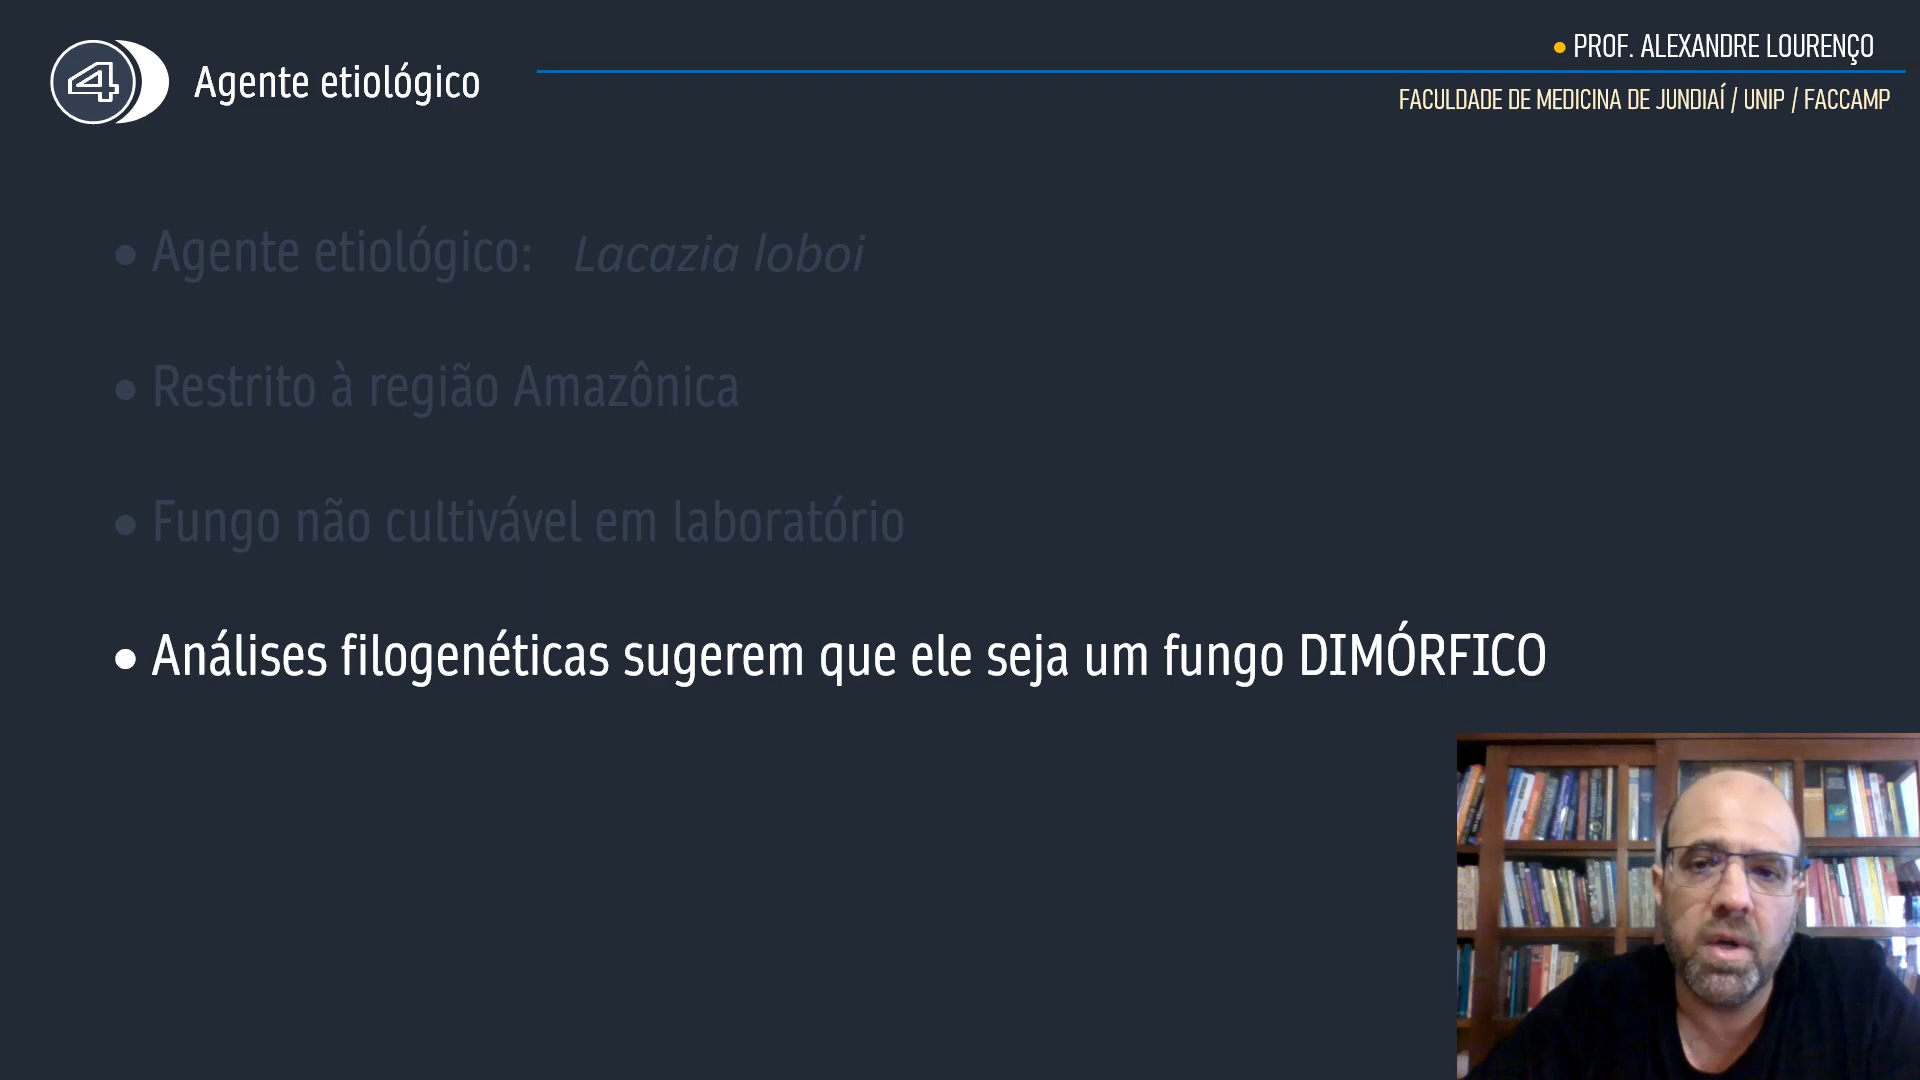 4
Agente etiológico
• PROF. ALEXANDRE LOURENÇO
FACULDADE DE MEDICINA DE JUNDIAÍ / UNIP / FACCAMP
• Agente etiológico: Lacazia loboi
• Restrito à região Amazônica
• Fungo não cultivável em laboratório
• Análises filogenéticas sugerem que ele seja um fungo DIMÓRFICO